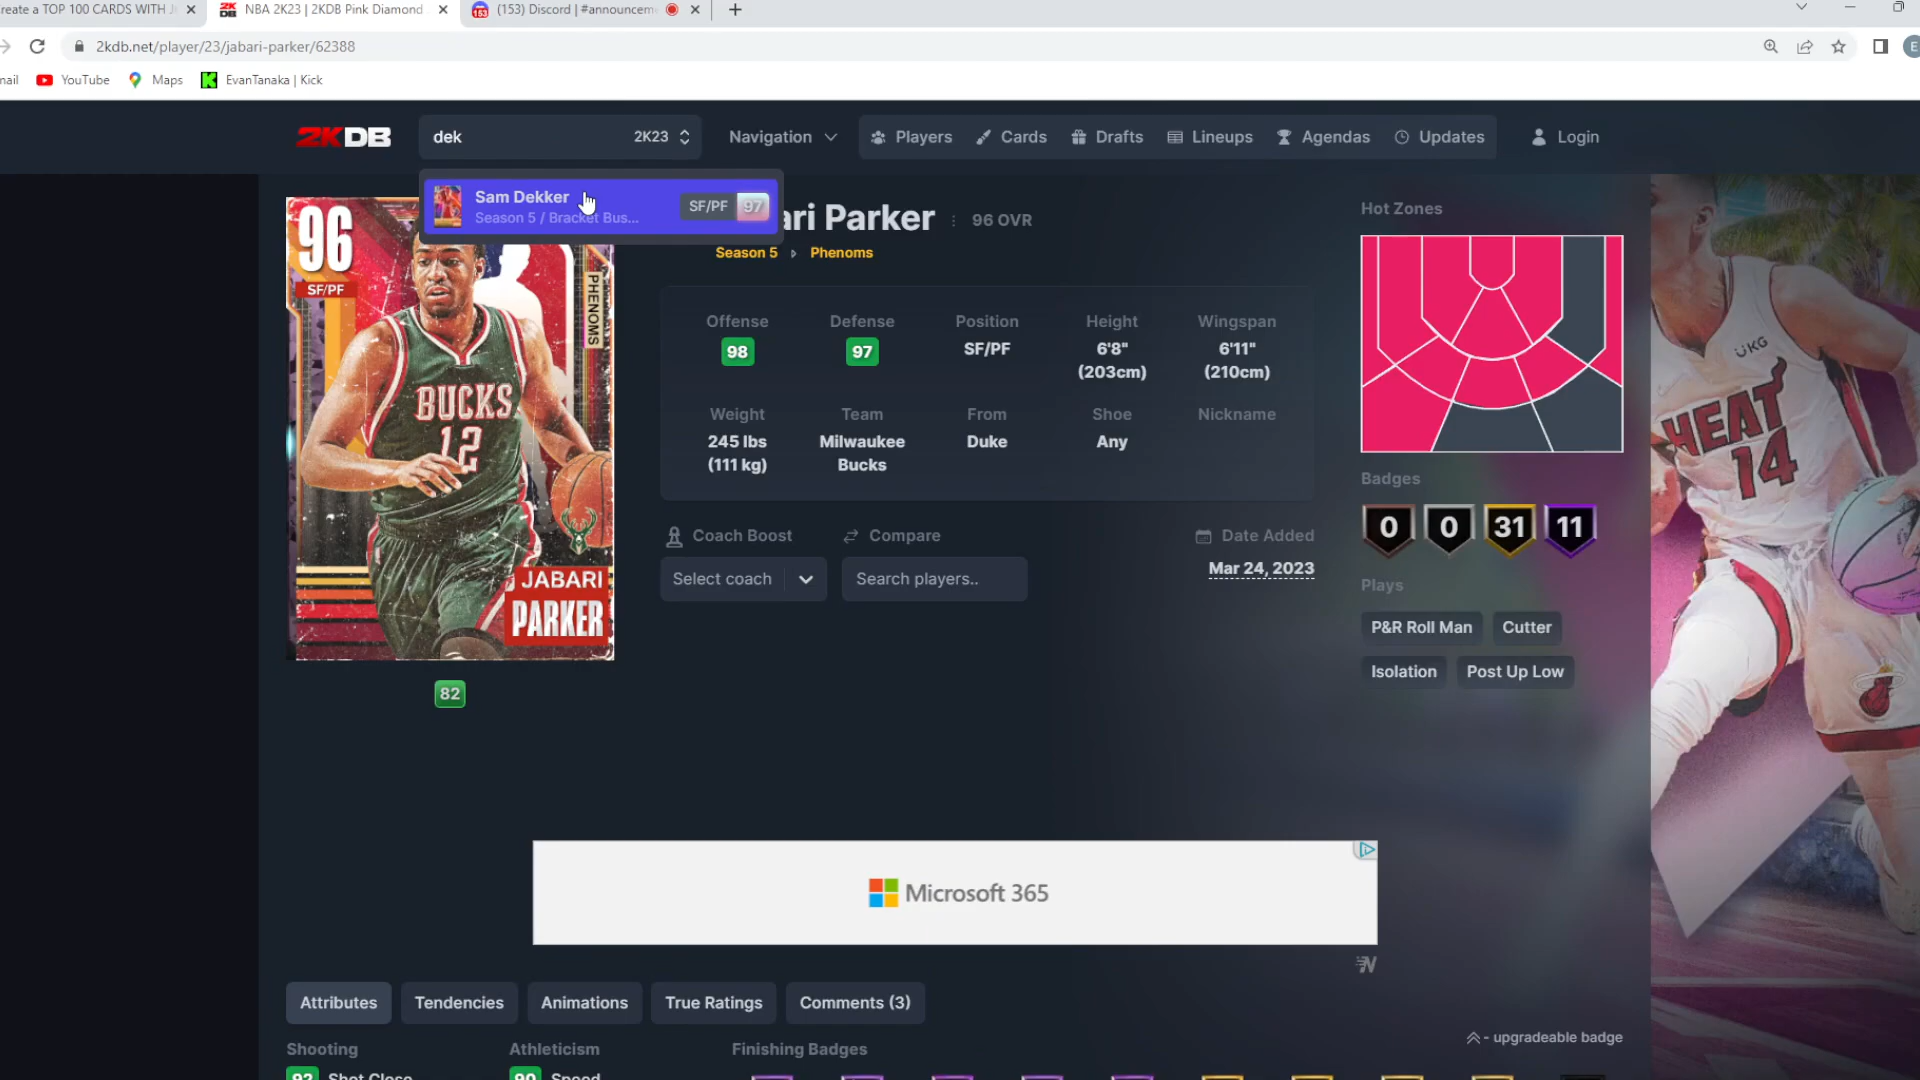 reate a TOP 100 CARDS WITH J
NBA 2K23 | 2KDB Pink Diamond
(153) Discord | #announcem
2kdb.net/player/23/jabari-parker/62388
E
mail
YouTube
Maps
EvanTanaka | Kick
2KDB
dek
2K23
Navigation
Players
Cards
Drafts
Lineups
Agendas
Updates
Login
Sam Dekker
Season 5 / Bracket Bus...
SF/PF
97
ari Parker
96 OVR
Season 5
Phenoms
96
SF/PF
PHENOMS
BUCKS
12
JABARI
PARKER
82
Offense
98
Defense
97
Position
SF/PF
Height
6'8"
(203cm)
Wingspan
6'11"
(210cm)
Weight
245 lbs
(111 kg)
Team
Milwaukee
Bucks
From
Duke
Shoe
Any
Nickname
Coach Boost
Select coach
Compare
Search players..
Date Added
Mar 24, 2023
Hot Zones
Badges
0
0
31
11
Plays
P&R Roll Man
Cutter
Isolation
Post Up Low
UKG
HEAT
14
Microsoft 365
Attributes
Tendencies
Animations
True Ratings
Comments (3)
- upgradeable badge
Shooting
Athleticism
Finishing Badges
92 Shot Close
90 Speed